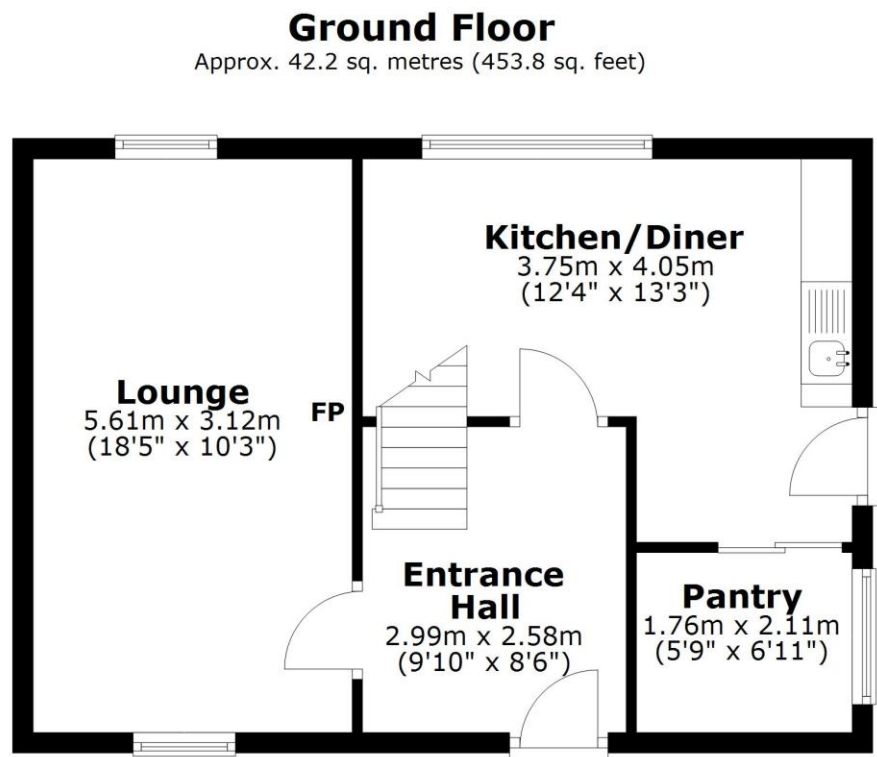 Ground Floor
Approx. 42.2 sq. metres (453.8 sq. feet)
Kitchen/Diner
3.75m x 4.05m
(12'4" x 13'3")
Lounge
5.61m x 3.12m
(18'5" x 10'3")
FP
Entrance
Hall
2.99m x 2.58m
(9'10" x 8'6")
Pantry
1.76m x 2.11m
(5'9" x 6'11")